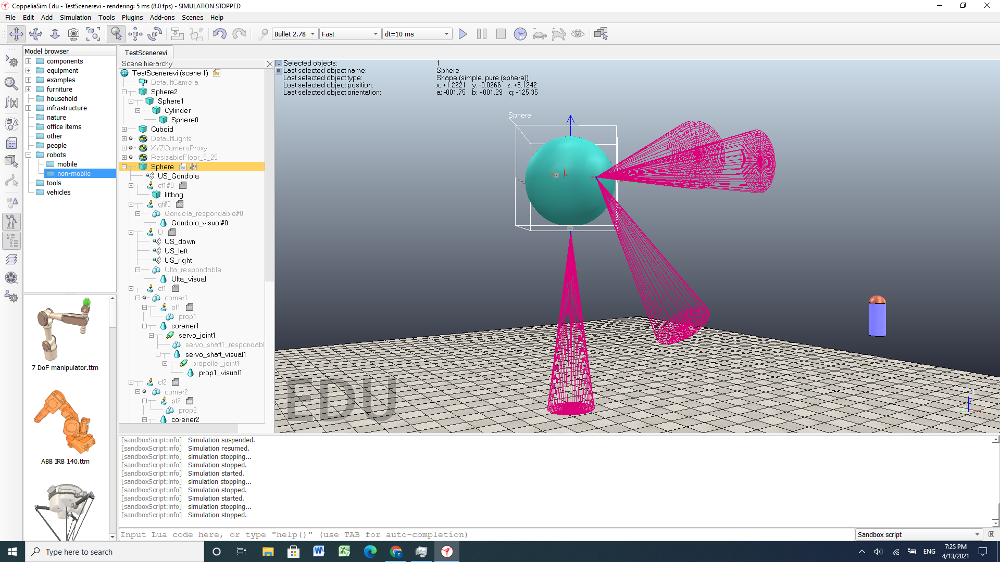 CoppeliaSim Edu - TestScenerevi - rendering: 5 ms (8.0 fps) - SIMULATION STOPPED
File Edit Add Simulation Tools Plugins Add-ons Scenes Help
Bullet 2.78 Fast dt=10 ms
Model browser
components
equipment
examples
furniture
household
infrastructure
nature
office items
other
people
robots
mobile
non-mobile
tools
vehicles
7 DoF manipulator.ttm
ABB IRB 140.ttm
TestScenerevi
Scene hierarchy
TestScenerevi (scene 1)
DefaultCamera
Sphere2
Sphere1
Cylinder
Sphere0
Cuboid
DefaultLights
XYZCameraProxy
ResizableFloor_5_25
Sphere
US_Gondola
cf1#0
liftbag
gf#0
Gondola_respondable#0
Gondola_visual#0
U
US_down
US_left
US_right
Ulta_respondable
Ulta_visual
cf1
corner1
pf1
prop1
corener1
servo_joint1
servo_shaft1_respondabl
servo_shaft_visual1
propeller_joint1
prop1_visual1
cf2
corner2
pf2
prop2
corener2
Selected objects: 1
Last selected object name: Sphere
Last selected object type: Shape (simple, pure (sphere))
Last selected object position: x: +1.2221 y: -0.0266 z: +5.1242
Last selected object orientation: a: -001.75 b: +001.29 g: -125.35
Sphere
EDU
[sandboxScript:info] Simulation suspended.
[sandboxScript:info] Simulation resumed.
[sandboxScript:info] simulation stopping...
[sandboxScript:info] Simulation stopped.
[sandboxScript:info] Simulation started.
[sandboxScript:info] simulation stopping...
[sandboxScript:info] Simulation stopped.
[sandboxScript:info] Simulation started.
[sandboxScript:info] simulation stopping...
[sandboxScript:info] Simulation stopped.
Input Lua code here, or type "help()" (use TAB for auto-completion)
Sandbox script
Type here to search
ENG
7:25 PM
4/13/2021